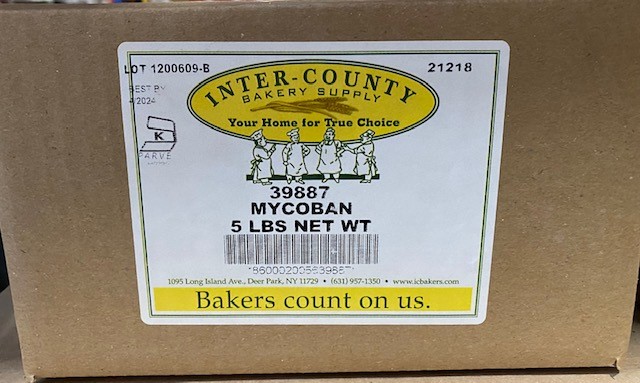 LOT 1200609-B
21218
BEST BY
INTER-COUNTY
BAKERY SUPPLY
Your Home for True Choice
K
PARVE
39887
MYCOBAN
5 LBS NET WT
1095 Long Island Ave., Deer Park, NY 11729 • (631) 957-1350 • www.icbakers.com
Bakers count on us.